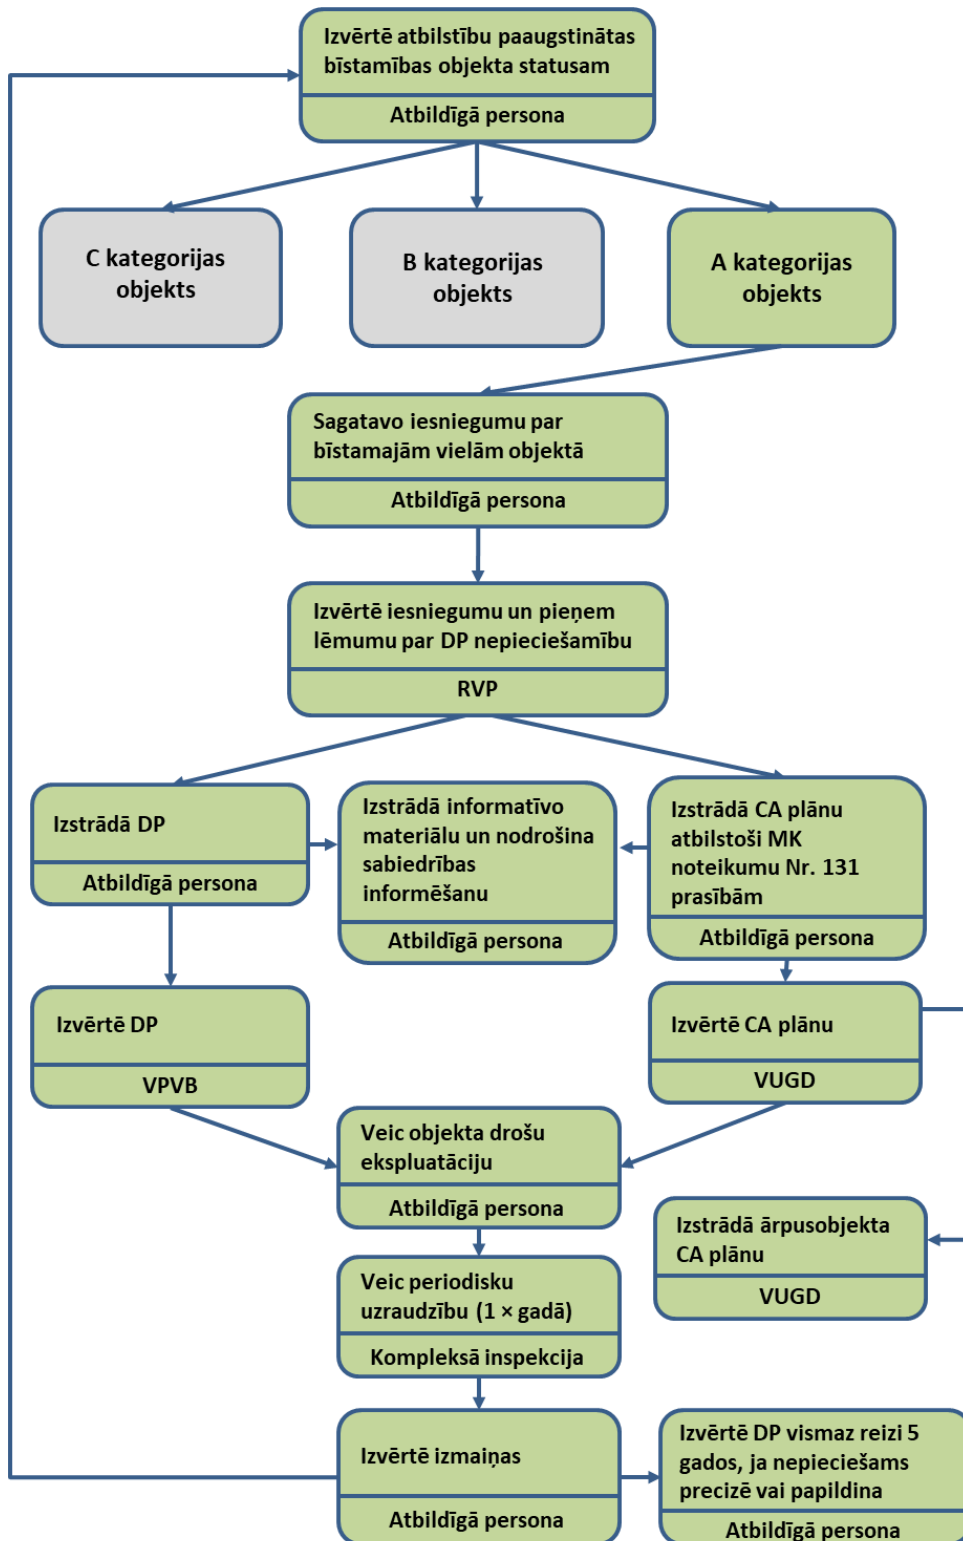 Izvērtē atbilstību paaugstinātas
bīstamības objekta statusam
Atbildīgā persona
C kategorijas
objekts
B kategorijas
objekts
A kategorijas
objekts
Sagatavo iesniegumu par
bīstamajām vielām objektā
Atbildīgā persona
Izvērtē iesniegumu un pieņem
lēmumu par DP nepieciešamību
RVP
Izstrādā DP
Atbildīgā persona
Izstrādā informatīvo
materiālu un nodrošina
sabiedrības
informēšanu
Atbildīgā persona
Izstrādā CA plānu
atbilstoši MK
noteikumu Nr. 131
prasībām
Atbildīgā persona
Izvērtē DP
VPVB
Izvērtē CA plānu
VUGD
Veic objekta drošu
ekspluatāciju
Atbildīgā persona
Izstrādā ārpusobjekta
CA plānu
VUGD
Veic periodisku
uzraudzību (1 × gadā)
Kompleksā inspekcija
Izvērtē izmaiņas
Atbildīgā persona
Izvērtē DP vismaz reizi 5
gados, ja nepieciešams
precizē vai papildina
Atbildīgā persona